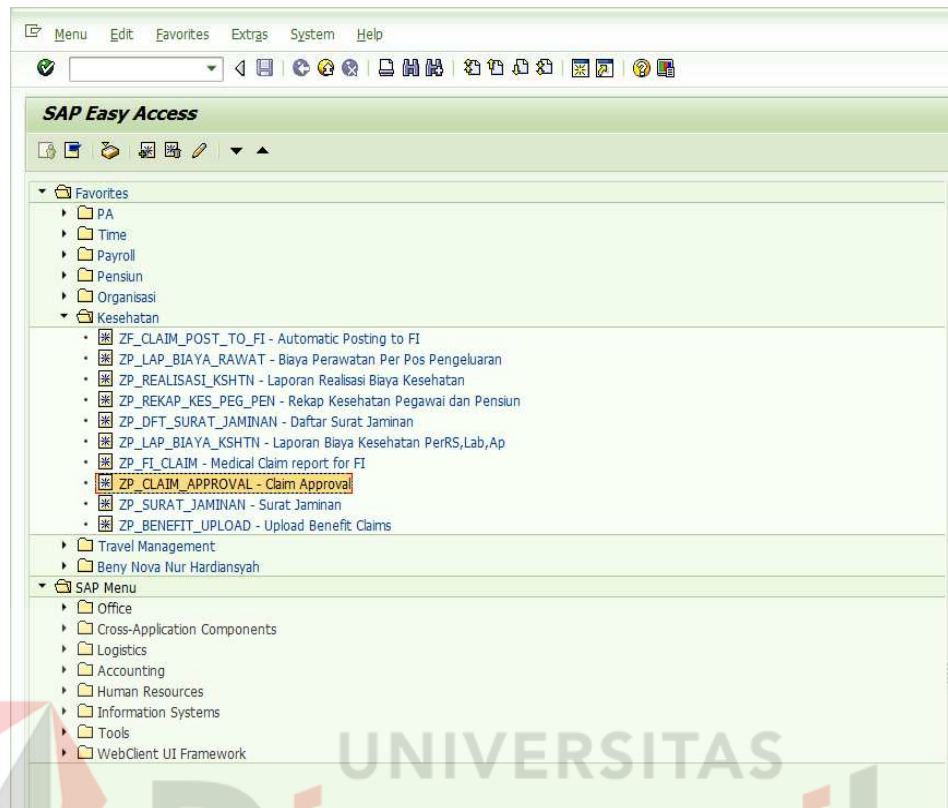 Menu Edit Favorites Extras System Help
SAP Easy Access
Favorites
PA
Time
Payroll
Pensiun
Organisasi
Kesehatan
ZF_CLAIM_POST_TO_FI - Automatic Posting to FI
ZP_LAP_BIAYA_RAWAT - Biaya Perawatan Per Pos Pengeluaran
ZP_REALISASI_KSHTN - Laporan Realisasi Biaya Kesehatan
ZP_REKAP_KES_PEG_PEN - Rekap Kesehatan Pegawai dan Pensiun
ZP_DFT_SURAT_JAMINAN - Daftar Surat Jaminan
ZP_LAP_BIAYA_KSHTN - Laporan Biaya Kesehatan PerRS,Lab,Ap
ZP_FI_CLAIM - Medical Claim report for FI
ZP_CLAIM_APPROVAL - Claim Approval
ZP_SURAT_JAMINAN - Surat Jaminan
ZP_BENEFIT_UPLOAD - Upload Benefit Claims
Travel Management
Beny Nova Nur Hardiansyah
SAP Menu
Office
Cross-Application Components
Logistics
Accounting
Human Resources
Information Systems
Tools
WebClient UI Framework
UNIVERSITAS